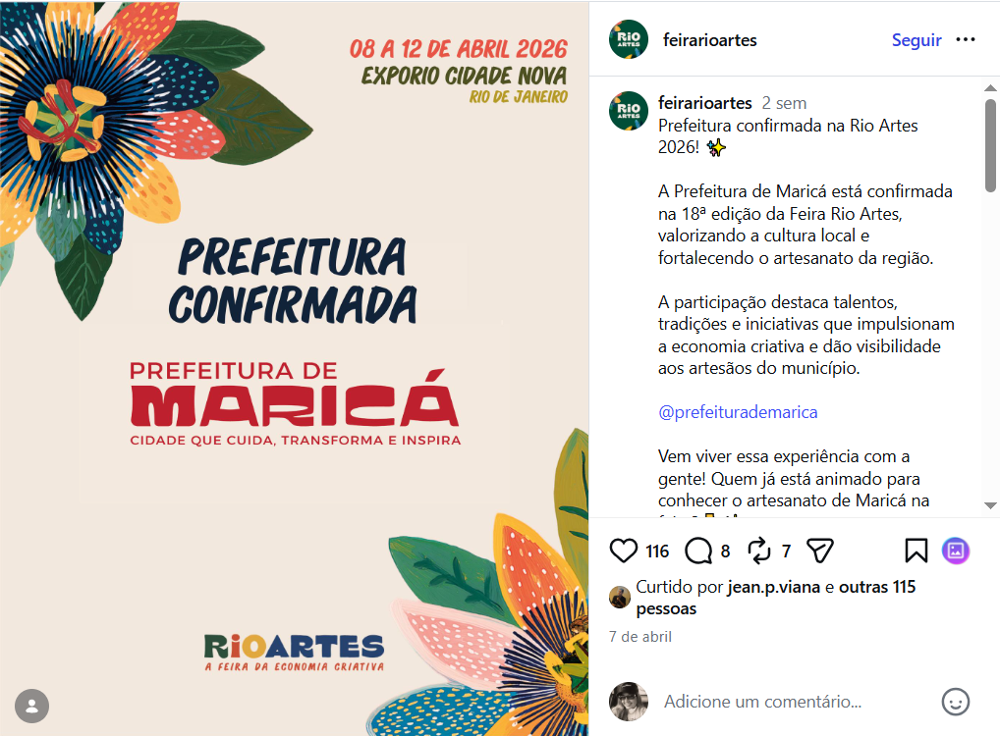 08 A 12 DE ABRIL 2026
EXPORIO CIDADE NOVA
RIO DE JANEIRO
PREFEITURA
CONFIRMADA
PREFEITURA DE
MARICÁ
CIDADE QUE CUIDA, TRANSFORMA E INSPIRA
RIOARTES
A FEIRA DA ECONOMIA CRIATIVA
RIO
ARTES
feirarioartes
Seguir
RIO
ARTES
feirarioartes 2 sem
Prefeitura confirmada na Rio Artes
2026! ✨
A Prefeitura de Maricá está confirmada
na 18ª edição da Feira Rio Artes,
valorizando a cultura local e
fortalecendo o artesanato da região.
A participação destaca talentos,
tradições e iniciativas que impulsionam
a economia criativa e dão visibilidade
aos artesãos do município.
@prefeiturademarica
Vem viver essa experiência com a
gente! Quem já está animado para
conhecer o artesanato de Maricá na
116 8 7
Curtido por jean.p.viana e outras 115
pessoas
7 de abril
Adicione um comentário...